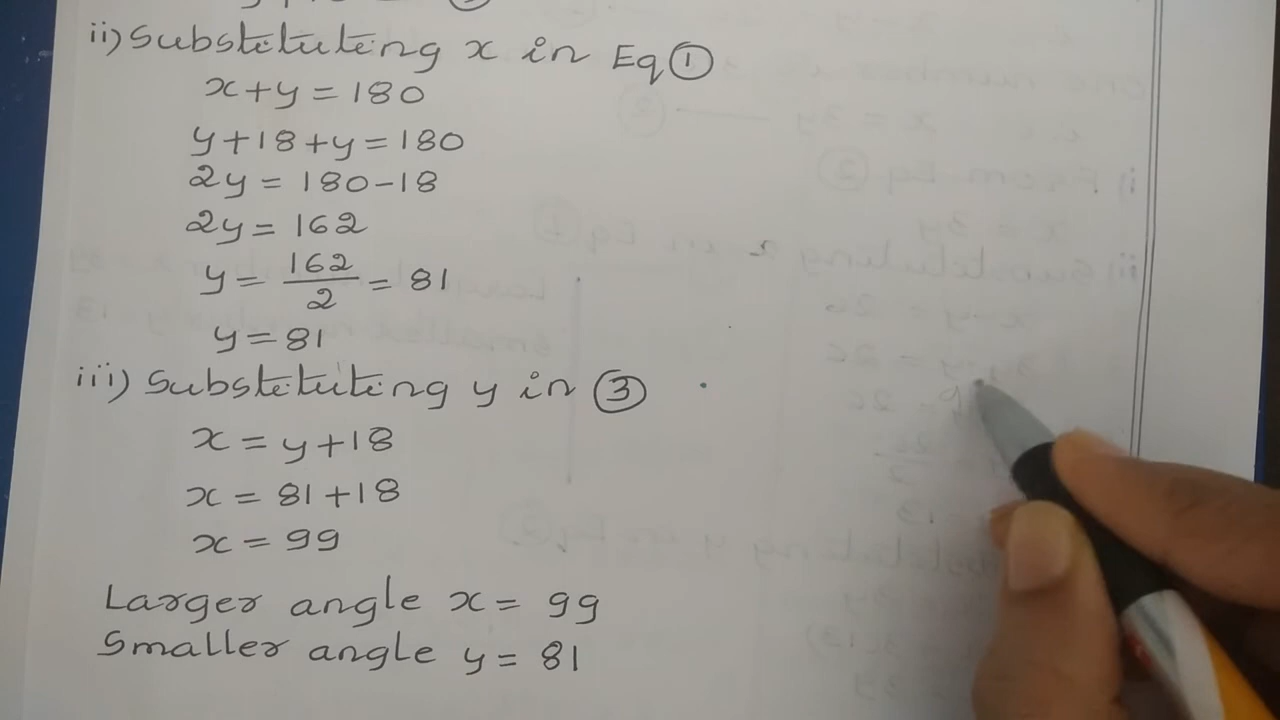 ii) Substituting x in Eq ①
x + y = 180
y + 18 + y = 180
2y = 180 - 18
2y = 162
y = 162/2 = 81
y = 81
iii) Substituting y in ③
x = y + 18
x = 81 + 18
x = 99
Larger angle x = 99
Smaller angle y = 81